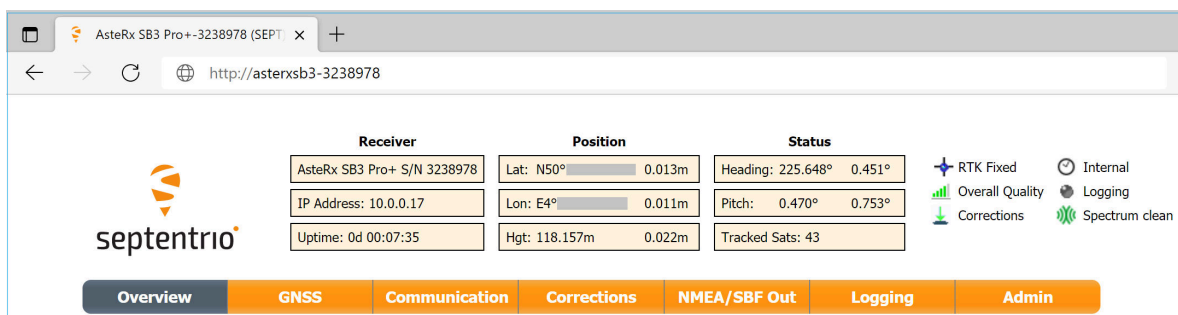 AsteRx SB3 Pro+-3238978 (SEPT
http://asterxsb3-3238978
Receiver Position Status
AsteRx SB3 Pro+ S/N 3238978 Lat: N50° 0.013m Heading: 225.648° 0.451° RTK Fixed Internal
IP Address: 10.0.0.17 Lon: E4° 0.011m Pitch: 0.470° 0.753° Overall Quality Logging
Uptime: 0d 00:07:35 Hgt: 118.157m 0.022m Tracked Sats: 43 Corrections Spectrum clean
septentrio
Overview GNSS Communication Corrections NMEA/SBF Out Logging Admin